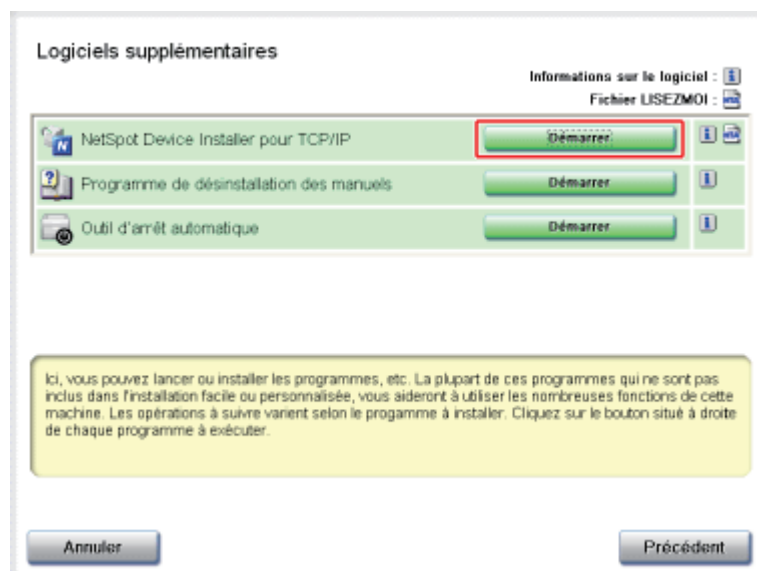 Logiciels supplémentaires
Informations sur le logiciel :
Fichier LISEZMOI :
NetSpot Device Installer pour TCP/IP
Démarrer
Programme de désinstallation des manuels
Démarrer
Outil d'arrêt automatique
Démarrer
Ici, vous pouvez lancer ou installer les programmes, etc. La plupart de ces programmes qui ne sont pas
inclus dans l'installation facile ou personnalisée, vous aideront à utiliser les nombreuses fonctions de cette
machine. Les opérations à suivre varient selon le progamme à installer. Cliquez sur le bouton situé à droite
de chaque programme à exécuter.
Annuler
Précédent